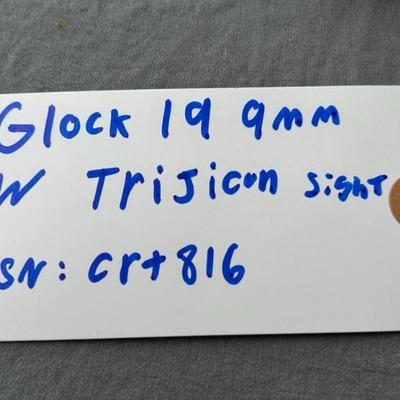 Glock 19 9mm
W Trijicon sight
SN: crt816